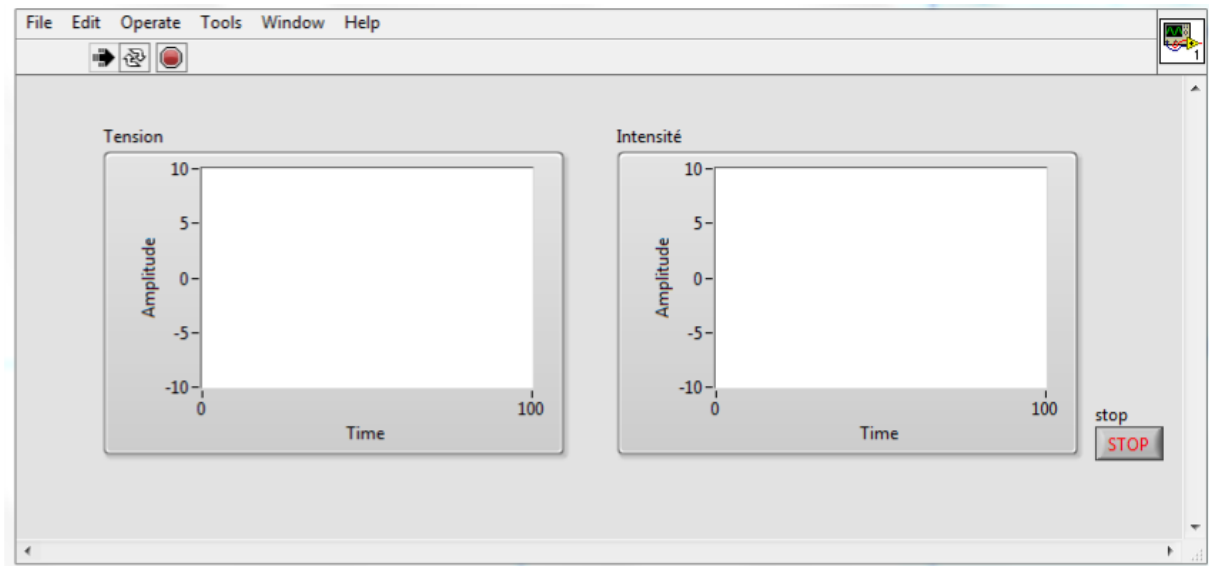 File Edit Operate Tools Window Help
1
Tension
10
5
0
-5
-10
Amplitude
0 100
Time
Intensité
10
5
0
-5
-10
Amplitude
0 100
Time
stop
STOP